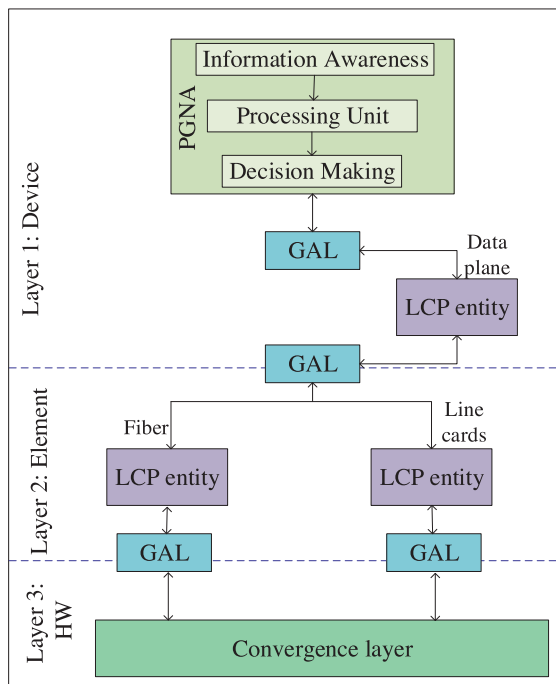 Information Awareness
PGNA
Processing Unit
Decision Making
Layer 1: Device
GAL
Data
plane
LCP entity
GAL
Layer 2: Element
Fiber
Line
cards
LCP entity
LCP entity
GAL
GAL
Layer 3:
HW
Convergence layer